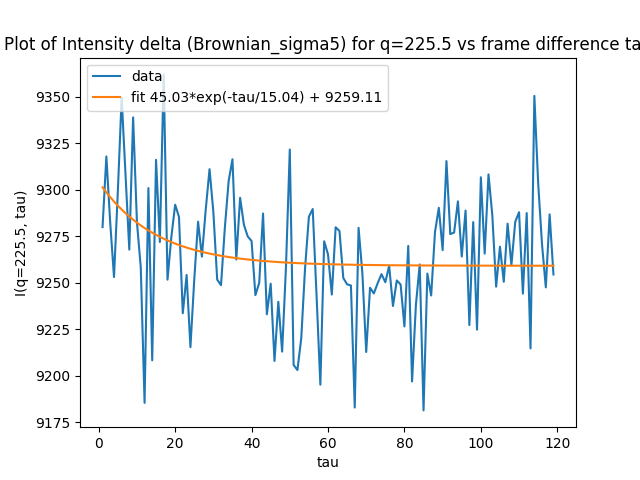 Plot of Intensity delta (Brownian_sigma5) for q=225.5 vs frame difference ta
data
fit 45.03*exp(-tau/15.04) + 9259.11
I(q=225.5, tau)
9350
9325
9300
9275
9250
9225
9200
9175
0 20 40 60 80 100 120
tau